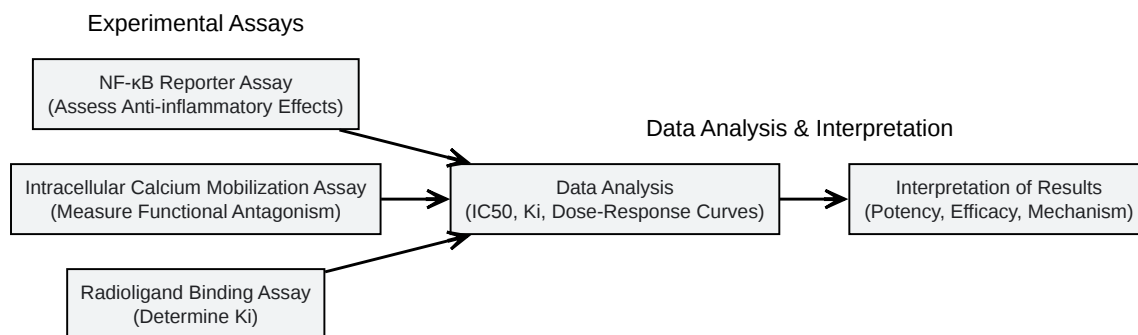 Experimental Assays
NF-κB Reporter Assay
(Assess Anti-inflammatory Effects)
Data Analysis & Interpretation
Intracellular Calcium Mobilization Assay
(Measure Functional Antagonism)
Data Analysis
(IC50, Ki, Dose-Response Curves)
Interpretation of Results
(Potency, Efficacy, Mechanism)
Radioligand Binding Assay
(Determine Ki)